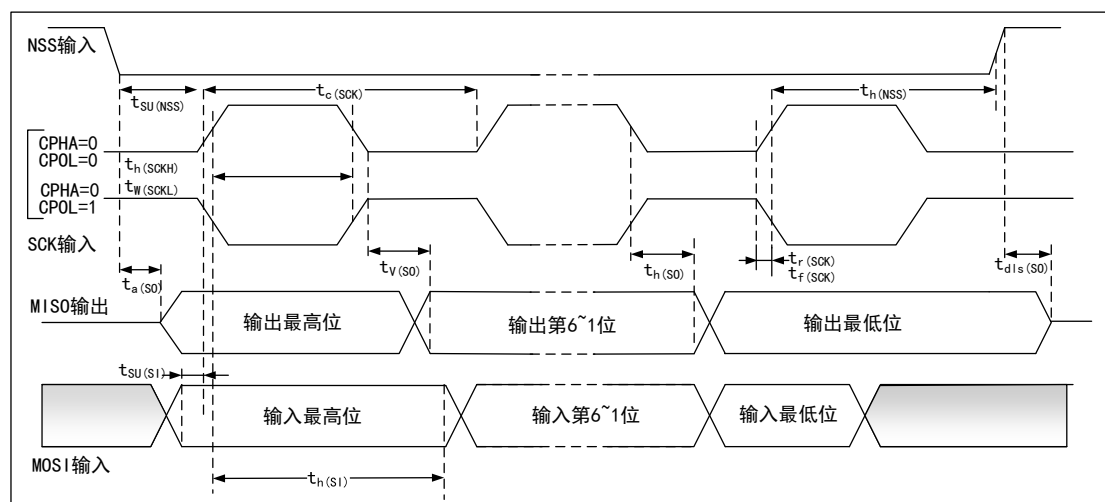 NSS输入
tSU(NSS)
tc(SCK)
th(NSS)
CPHA=0
CPOL=0
th(SCKH)
CPHA=0
CPOL=1
tW(SCKL)
SCK输入
ta(SO)
tV(SO)
th(SO)
tr(SCK)
tf(SCK)
tdls(SO)
MISO输出
输出最高位
输出第6~1位
输出最低位
tSU(SI)
输入最高位
输入第6~1位
输入最低位
MOSI输入
th(SI)